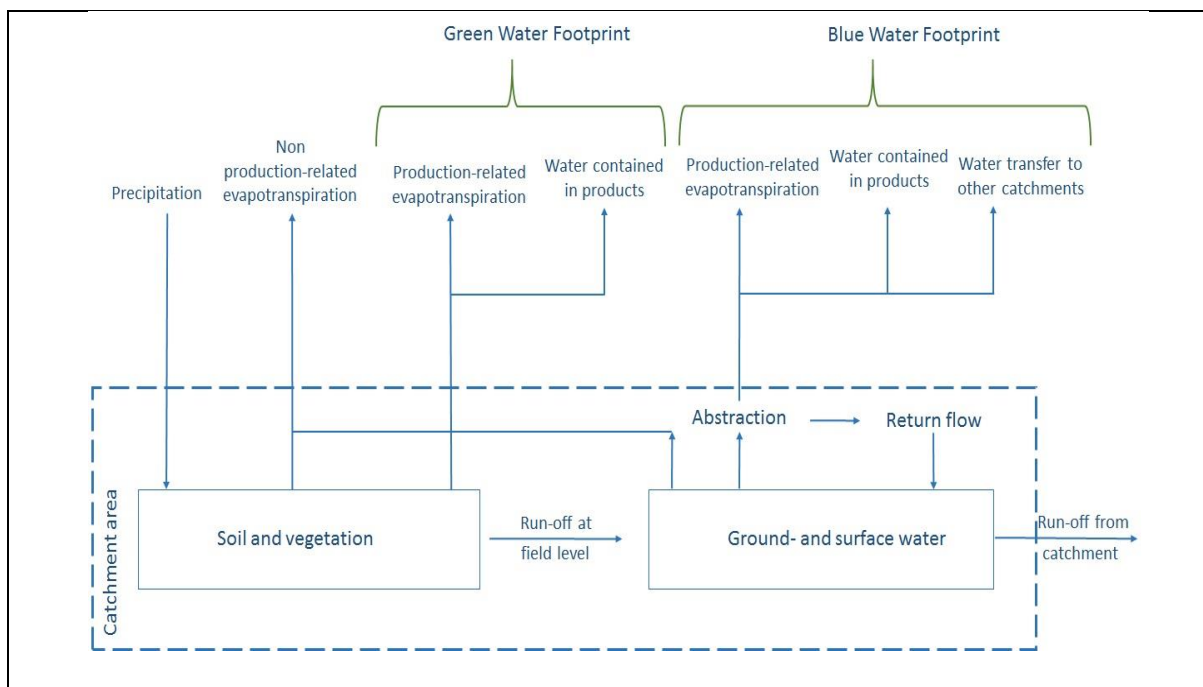 Green Water Footprint
Blue Water Footprint
Precipitation
Non
production-related
evapotranspiration
Production-related
evapotranspiration
Water contained
in products
Production-related
evapotranspiration
Water contained
in products
Water transfer to
other catchments
Catchment area
Abstraction
Return flow
Soil and vegetation
Run-off at
field level
Ground- and surface water
Run-off from
catchment